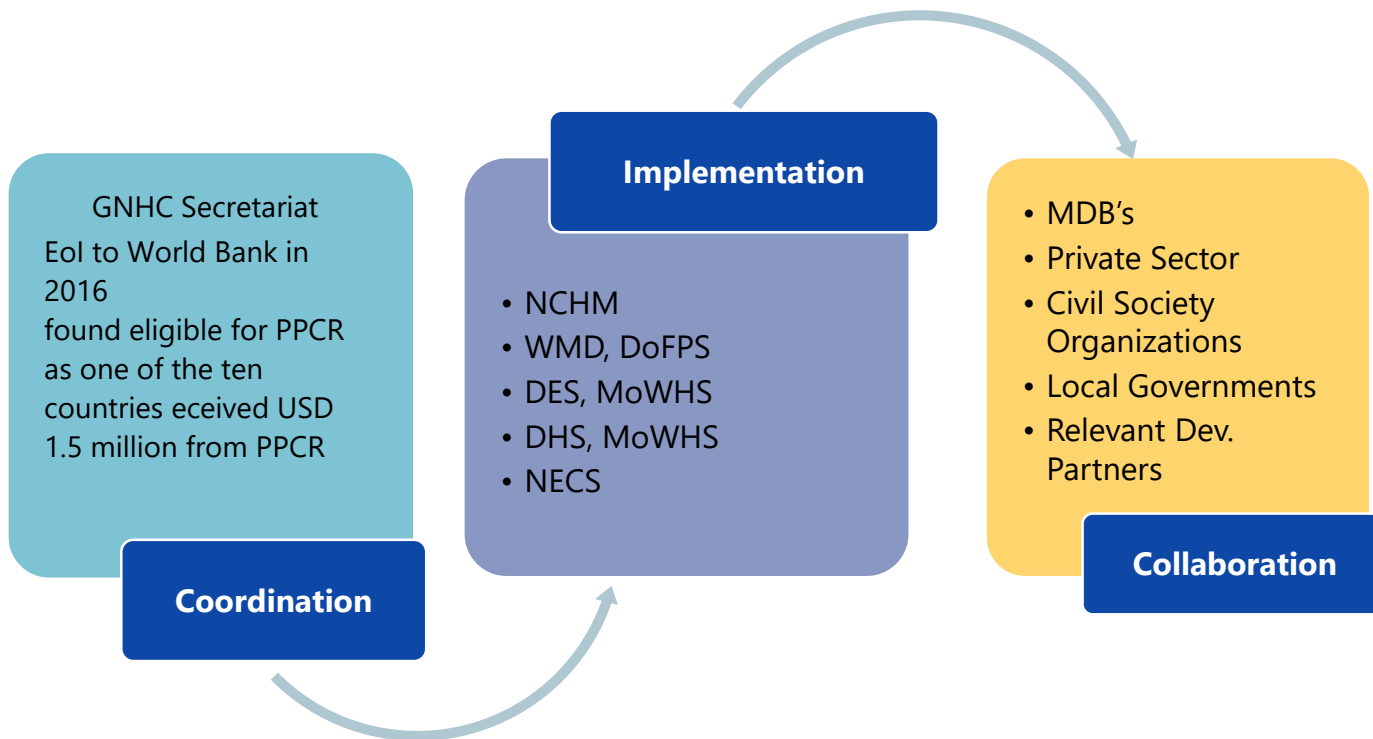 GNHC Secretariat
EoI to World Bank in
2016
found eligible for PPCR
as one of the ten
countries eceived USD
1.5 million from PPCR
Coordination
Implementation
• NCHM
• WMD, DoFPS
• DES, MoWHS
• DHS, MoWHS
• NECS
• MDB's
• Private Sector
• Civil Society
Organizations
• Local Governments
• Relevant Dev.
Partners
Collaboration